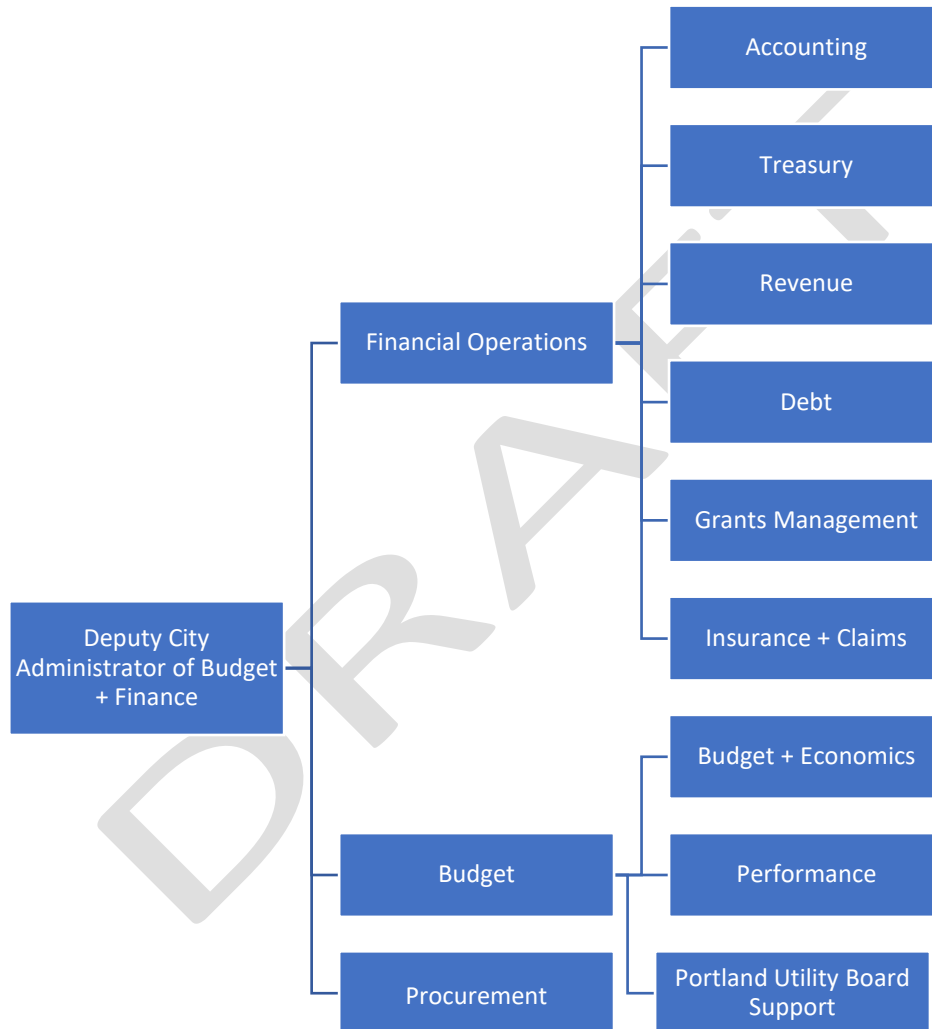 Deputy City
Administrator of Budget
+ Finance
Financial Operations
Accounting
Treasury
Revenue
Debt
Grants Management
Insurance + Claims
Budget
Budget + Economics
Performance
Portland Utility Board
Support
Procurement
DRAFT